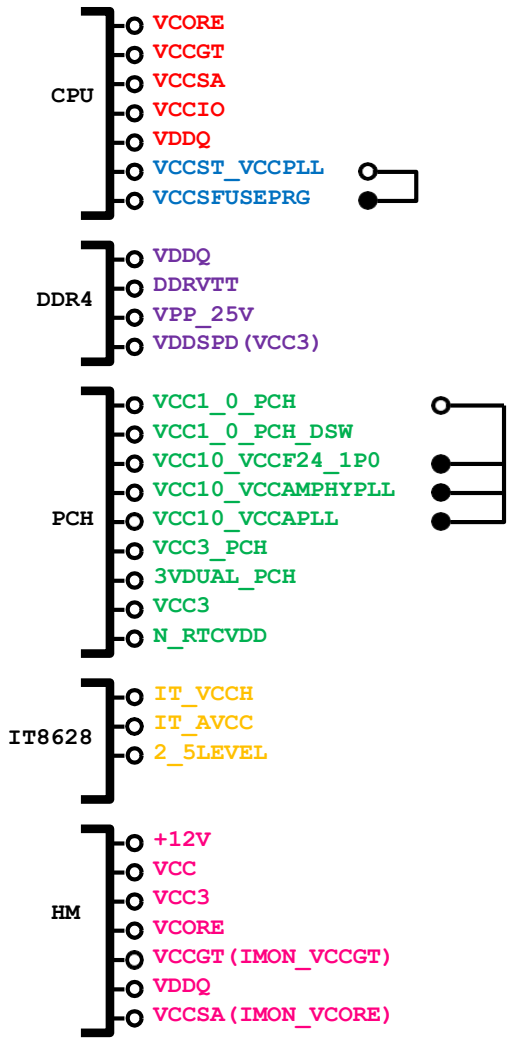 VCORE
VCCGT
VCCSA
CPU
VCCIO
VDDQ
VCCST_VCCPLL
VCCSFUSEPRG
VDDQ
DDRVTT
DDR4
VPP_25V
VDDSPD(VCC3)
VCC1_0_PCH
VCC1_0_PCH_DSW
VCC10_VCCF24_1P0
VCC10_VCCAMPHYPLL
PCH
VCC10_VCCAPLL
VCC3_PCH
3VDUAL_PCH
VCC3
N_RTCVDD
IT_VCCH
IT_AVCC
IT8628
2_5LEVEL
+12V
VCC
VCC3
HM
VCORE
VCCGT(IMON_VCCGT)
VDDQ
VCCSA(IMON_VCORE)